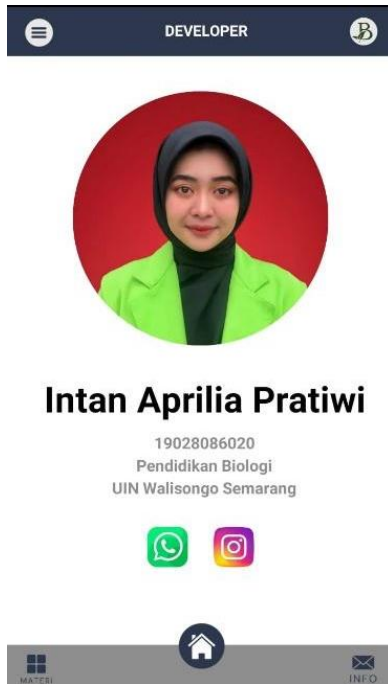 DEVELOPER
B
Intan Aprilia Pratiwi
19028086020
Pendidikan Biologi
UIN Walisongo Semarang
MATERI
INFO